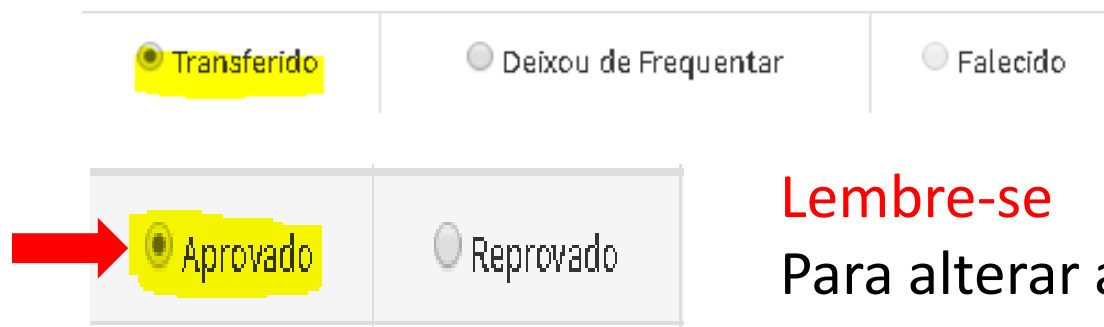 Transferido Deixou de Frequentar Falecido
Lembre-se
Aprovado Reprovado
Para alterar